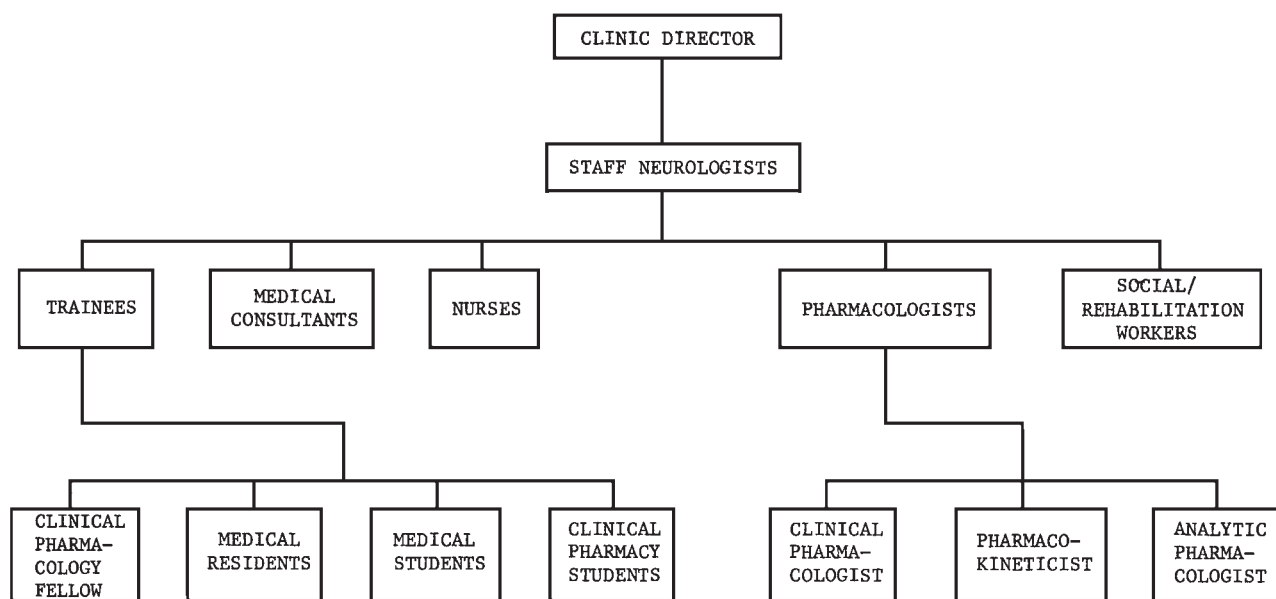 CLINIC DIRECTOR
STAFF NEUROLOGISTS
TRAINEES
MEDICAL
CONSULTANTS
NURSES
PHARMACOLOGISTS
SOCIAL/
REHABILITATION
WORKERS
CLINICAL
PHARMA-
COLOGY
FELLOW
MEDICAL
RESIDENTS
MEDICAL
STUDENTS
CLINICAL
PHARMACY
STUDENTS
CLINICAL
PHARMA-
COLOGIST
PHARMACO-
KINETICIST
ANALYTIC
PHARMA-
COLOGIST